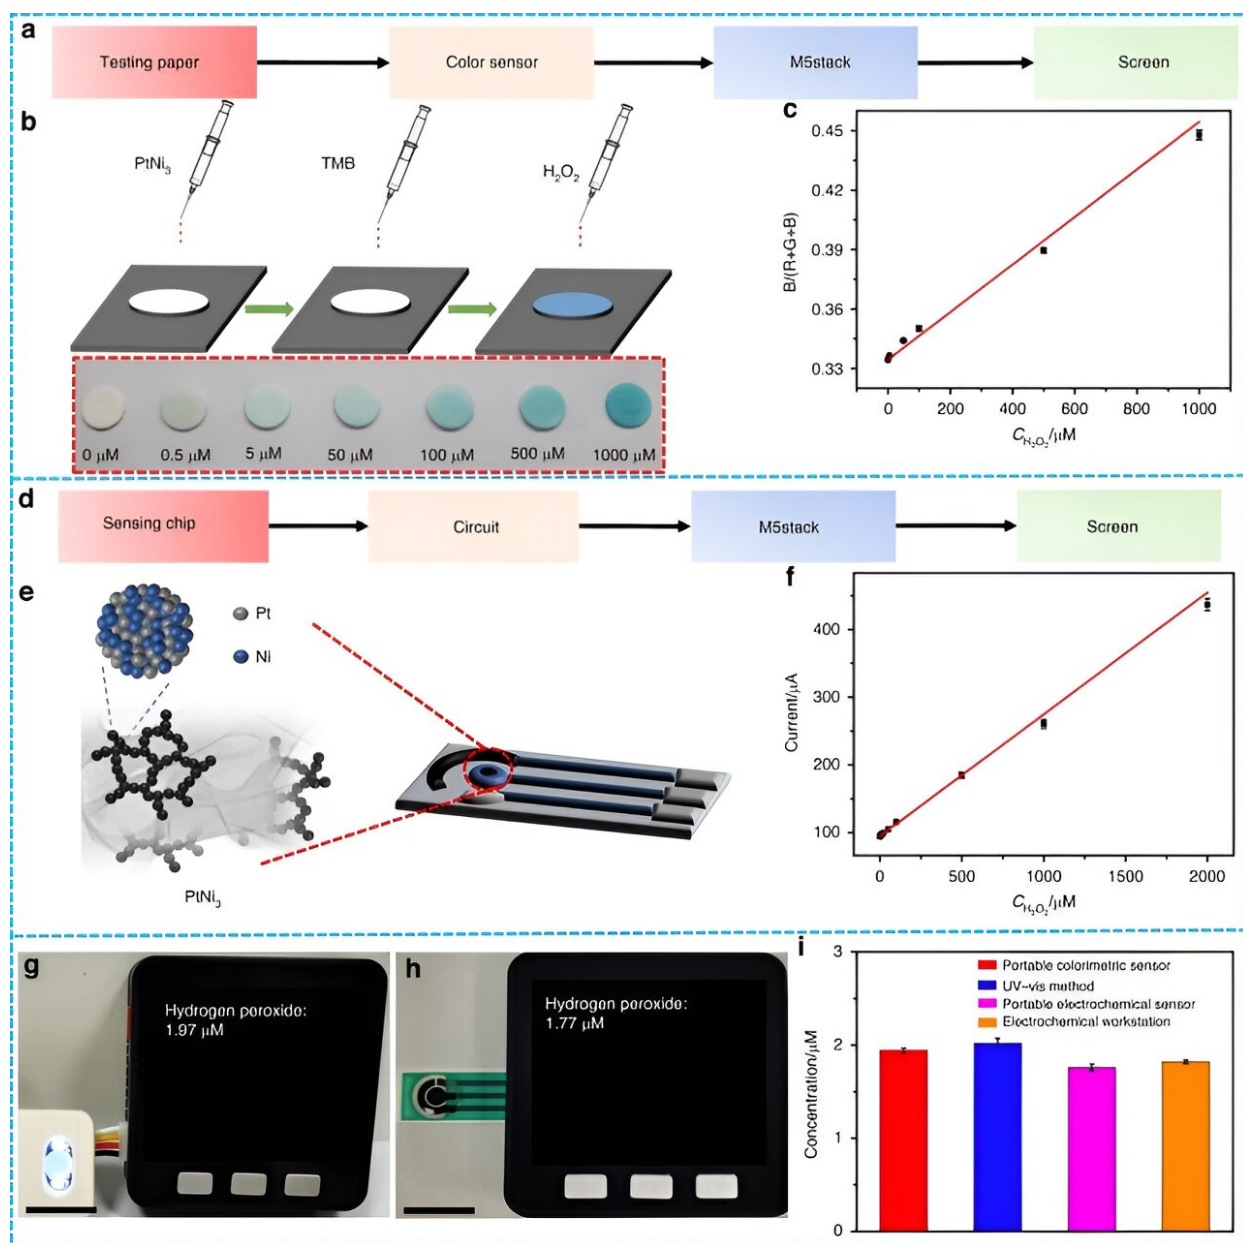 a
Testing paper
Color sensor
M5stack
Screen
b
PtNi₃
TMB
H₂O₂
0 μM
0.5 μM
5 μM
50 μM
100 μM
500 μM
1000 μM
c
B/(R+G+B)
0.45
0.42
0.39
0.36
0.33
0
200
400
600
800
1000
C_H₂O₂/μM
d
Sensing chip
Circuit
M5stack
Screen
e
Pt
Ni
PtNi₃
f
Current/μA
400
300
200
100
0
500
1000
1500
2000
C_H₂O₂/μM
g
Hydrogen peroxide:
1.97 μM
h
Hydrogen peroxide:
1.77 μM
i
Concentration/μM
3
2
1
0
Portable colorimetric sensor
UV-vis method
Portable electrochemical sensor
Electrochemical workstation